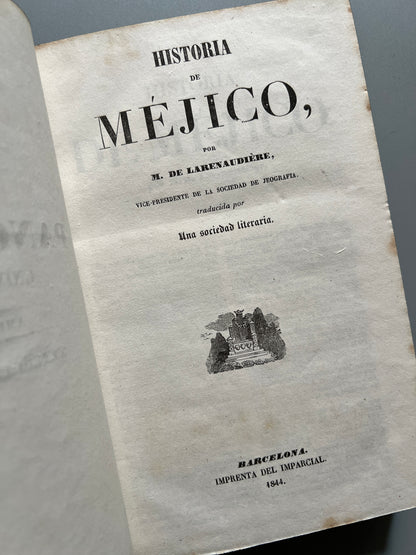 HISTORIA
DE
MÉJICO,
POR
M. DE LARENAUDIÈRE,
VICE-PRESIDENTE DE LA SOCIEDAD DE JEOGRAFIA.
traducida por
Una sociedad literaria.
BARCELONA.
IMPRENTA DEL IMPARCIAL.
1844.